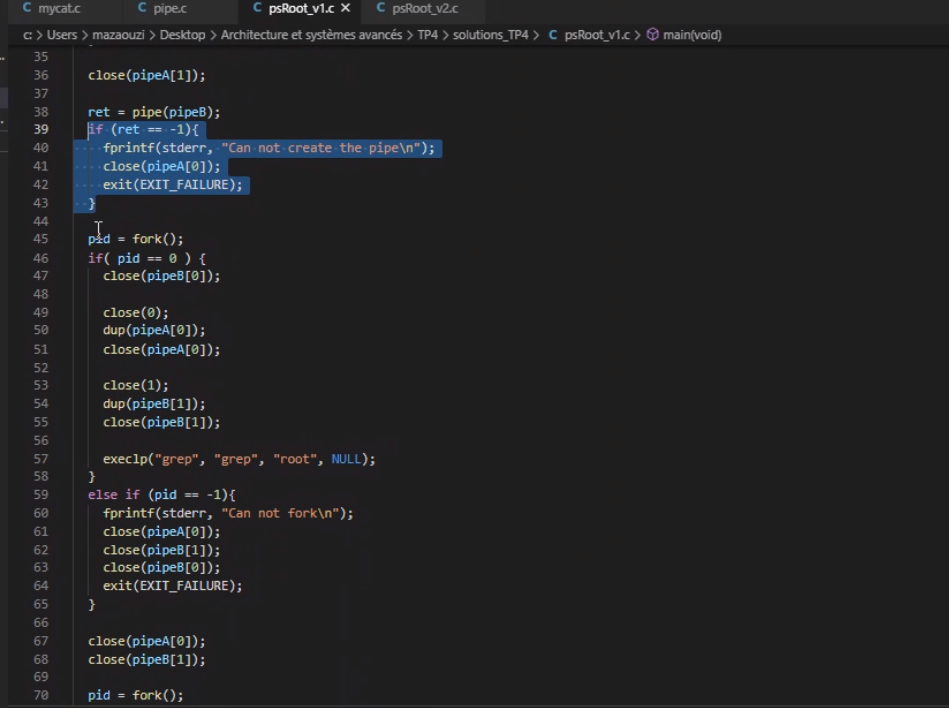 mycat.c pipe.c psRoot_v1.c psRoot_v2.c
c: > Users > mazaouzi > Desktop > Architecture et systèmes avancés > TP4 > solutions_TP4 > C psRoot_v1.c > main(void)
35
36 close(pipeA[1]);
37
38 ret = pipe(pipeB);
39 if (ret == -1){
40 fprintf(stderr, "Can not create the pipe\n");
41 close(pipeA[0]);
42 exit(EXIT_FAILURE);
43 }
44
45 pid = fork();
46 if( pid == 0 ) {
47 close(pipeB[0]);
48
49 close(0);
50 dup(pipeA[0]);
51 close(pipeA[0]);
52
53 close(1);
54 dup(pipeB[1]);
55 close(pipeB[1]);
56
57 execlp("grep", "grep", "root", NULL);
58 }
59 else if (pid == -1){
60 fprintf(stderr, "Can not fork\n");
61 close(pipeA[0]);
62 close(pipeB[1]);
63 close(pipeB[0]);
64 exit(EXIT_FAILURE);
65 }
66
67 close(pipeA[0]);
68 close(pipeB[1]);
69
70 pid = fork();